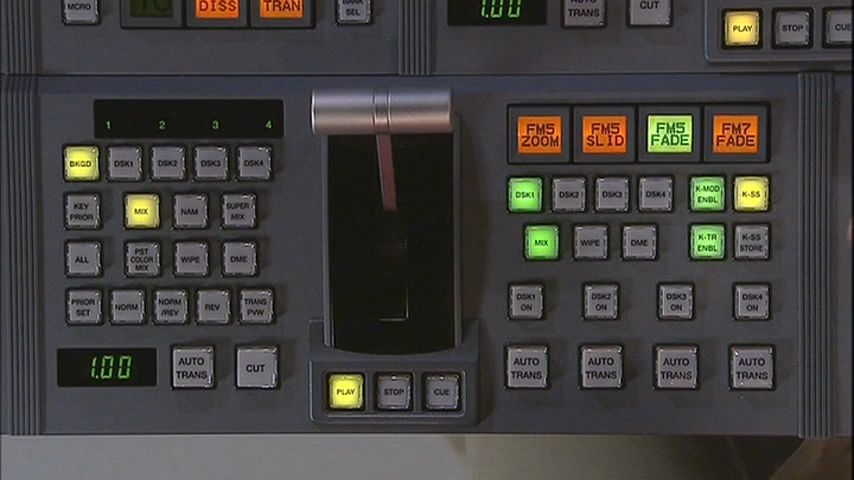 MCRO
DISS
TRAN
BANK SEL
1.00
AUTO TRANS
CUT
PLAY
STOP
CUE
1 2 3 4
FM5 ZOOM
FM5 SLID
FM5 FADE
FM7 FADE
BKGD
DSK1
DSK2
DSK3
DSK4
DSK1
DSK2
DSK3
DSK4
K-MOD ENBL
K-SS
KEY PRIOR
MIX
NAM
SUPER MIX
MIX
WIPE
DME
K-TR ENBL
K-SS STORE
ALL
PST COLOR MIX
WIPE
DME
PRIOR SET
NORM
NORM /REV
REV
TRANS PVW
DSK1 ON
DSK2 ON
DSK3 ON
DSK4 ON
1.00
AUTO TRANS
CUT
PLAY
STOP
CUE
AUTO TRANS
AUTO TRANS
AUTO TRANS
AUTO TRANS